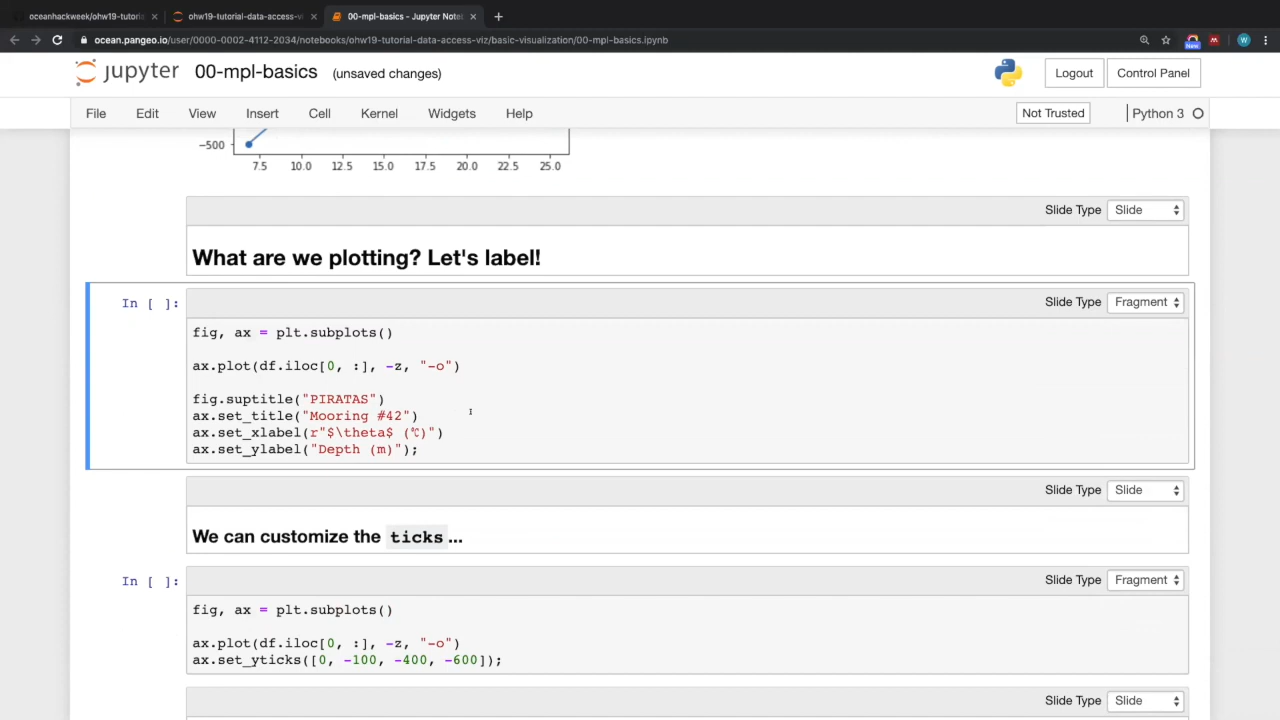 oceanhackweek/ohw19-tutoria
ohw19-tutorial-data-access-vi
00-mpl-basics - Jupyter Noteb
ocean.pangeo.io/user/0000-0002-4112-2034/notebooks/ohw19-tutorial-data-access-viz/basic-visualization/00-mpl-basics.ipynb
New
W
jupyter 00-mpl-basics (unsaved changes)
Logout
Control Panel
File Edit View Insert Cell Kernel Widgets Help
Not Trusted
Python 3
−500
7.5 10.0 12.5 15.0 17.5 20.0 22.5 25.0
Slide Type Slide
What are we plotting? Let's label!
Slide Type Fragment
In [ ]:
fig, ax = plt.subplots()
ax.plot(df.iloc[0, :], -z, "-o")
fig.suptitle("PIRATAS")
ax.set_title("Mooring #42")
ax.set_xlabel(r"$\theta$ (℃)")
ax.set_ylabel("Depth (m)");
Slide Type Slide
We can customize the ticks ...
Slide Type Fragment
In [ ]:
fig, ax = plt.subplots()
ax.plot(df.iloc[0, :], -z, "-o")
ax.set_yticks([0, -100, -400, -600]);
Slide Type Slide